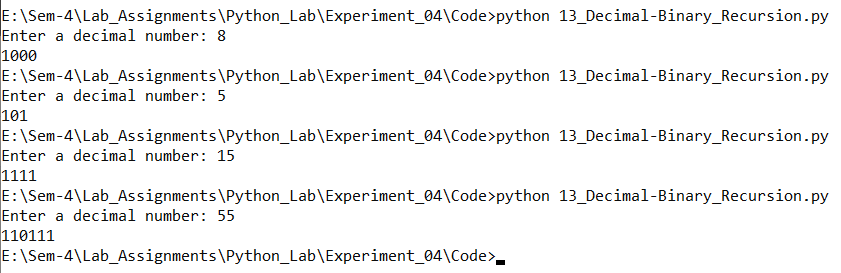 E:\Sem-4\Lab_Assignments\Python_Lab\Experiment_04\Code>python 13_Decimal-Binary_Recursion.py
Enter a decimal number: 8
1000
E:\Sem-4\Lab_Assignments\Python_Lab\Experiment_04\Code>python 13_Decimal-Binary_Recursion.py
Enter a decimal number: 5
101
E:\Sem-4\Lab_Assignments\Python_Lab\Experiment_04\Code>python 13_Decimal-Binary_Recursion.py
Enter a decimal number: 15
1111
E:\Sem-4\Lab_Assignments\Python_Lab\Experiment_04\Code>python 13_Decimal-Binary_Recursion.py
Enter a decimal number: 55
110111
E:\Sem-4\Lab_Assignments\Python_Lab\Experiment_04\Code>